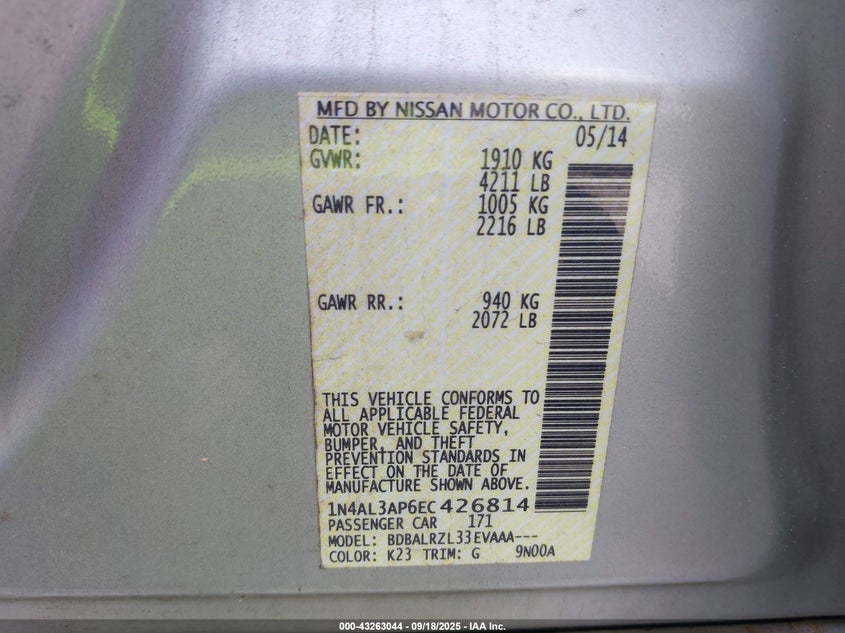 MFD BY NISSAN MOTOR CO., LTD.
DATE: 05/14
GVWR: 1910 KG
4211 LB
GAWR FR.: 1005 KG
2216 LB
GAWR RR.: 940 KG
2072 LB
THIS VEHICLE CONFORMS TO
ALL APPLICABLE FEDERAL
MOTOR VEHICLE SAFETY,
BUMPER, AND THEFT
PREVENTION STANDARDS IN
EFFECT ON THE DATE OF
MANUFACTURE SHOWN ABOVE.
1N4AL3AP6EC426814
PASSENGER CAR 171
MODEL: BDBALRZL33EVAAA---
COLOR: K23 TRIM: G 9N00A
000-43263044 - 09/18/2025 - IAA Inc.